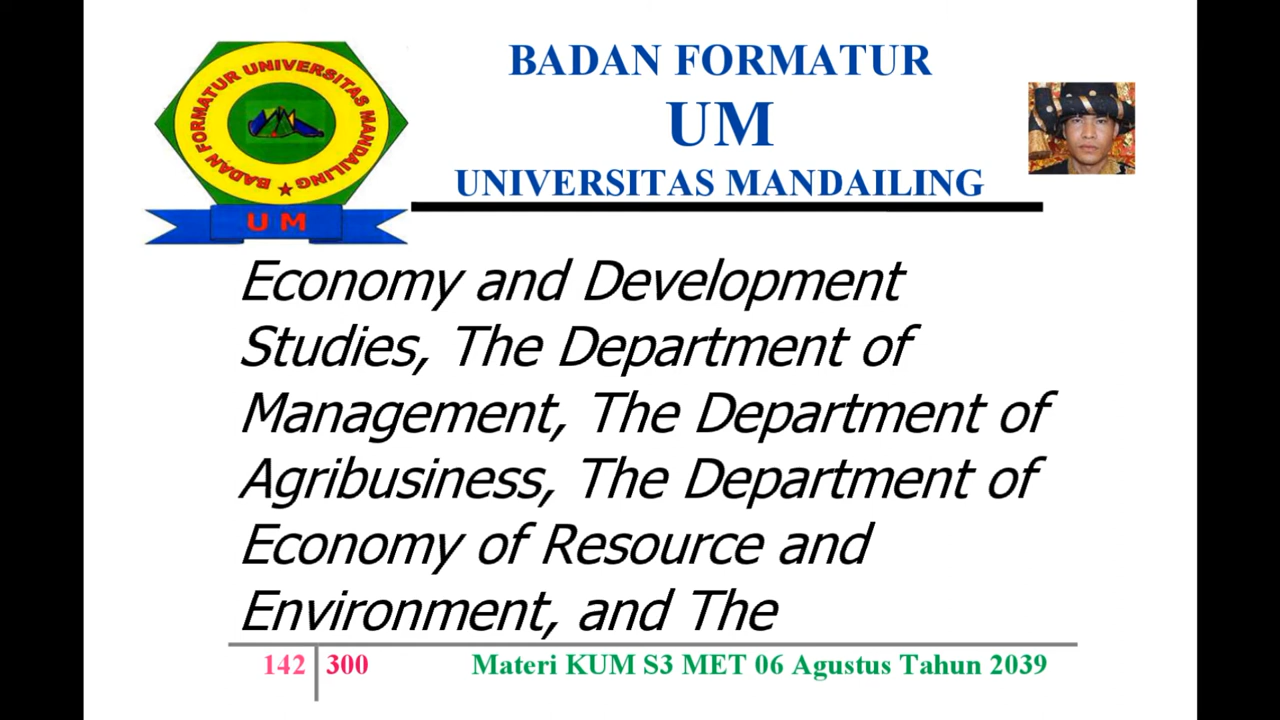 BADAN FORMATUR UNIVERSITAS MANDAILING
U M
BADAN FORMATUR
UM
UNIVERSITAS MANDAILING
Economy and Development
Studies, The Department of
Management, The Department of
Agribusiness, The Department of
Economy of Resource and
Environment, and The
142 300 Materi KUM S3 MET 06 Agustus Tahun 2039